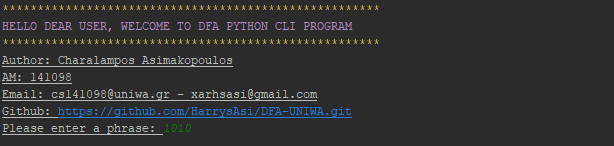 ******************************************************
HELLO DEAR USER, WELCOME TO DFA PYTHON CLI PROGRAM
******************************************************
Author: Charalampos Asimakopoulos
AM: 141098
Email: cs141098@uniwa.gr - xarhsasi@gmail.com
Github: https://github.com/HarrysAsi/DFA-UNIWA.git
Please enter a phrase: 1010